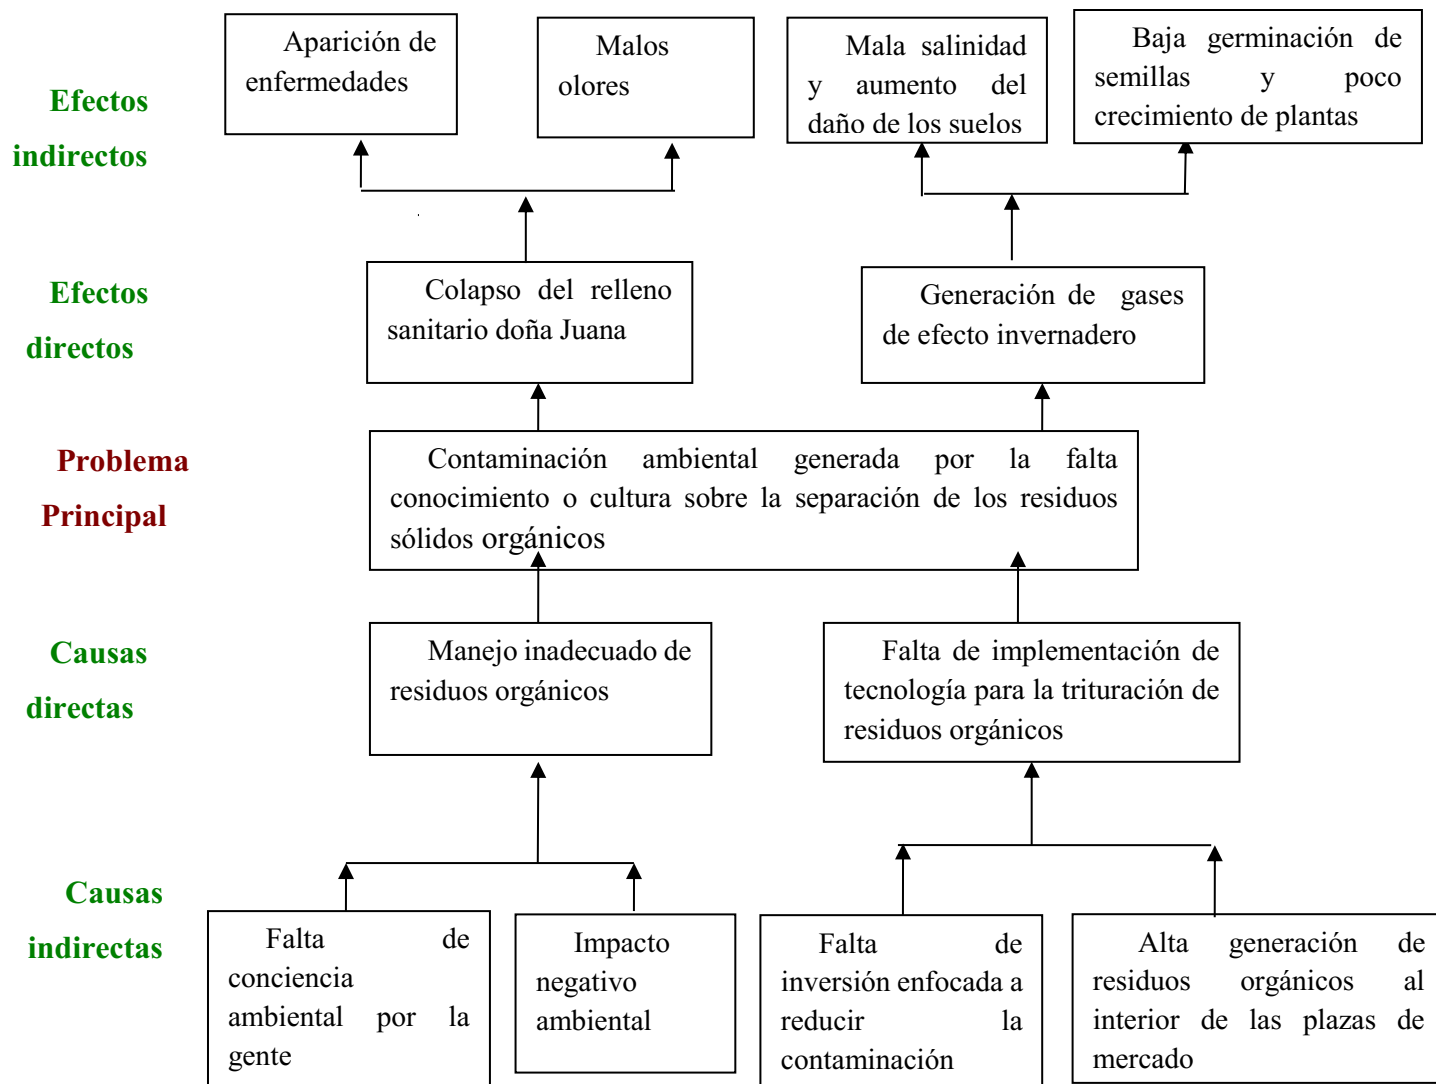 Efectos
indirectos
Aparición de
enfermedades
Malos
olores
Mala salinidad
y aumento del
daño de los suelos
Baja germinación de
semillas y poco
crecimiento de plantas
Efectos
directos
Colapso del relleno
sanitario doña Juana
Generación de gases
de efecto invernadero
Problema
Principal
Contaminación ambiental generada por la falta
conocimiento o cultura sobre la separación de los residuos
sólidos orgánicos
Causas
directas
Manejo inadecuado de
residuos orgánicos
Falta de implementación de
tecnología para la trituración de
residuos orgánicos
Causas
indirectas
Falta de
conciencia
ambiental por la
gente
Impacto
negativo
ambiental
Falta de
inversión enfocada a
reducir la
contaminación
Alta generación de
residuos orgánicos al
interior de las plazas de
mercado